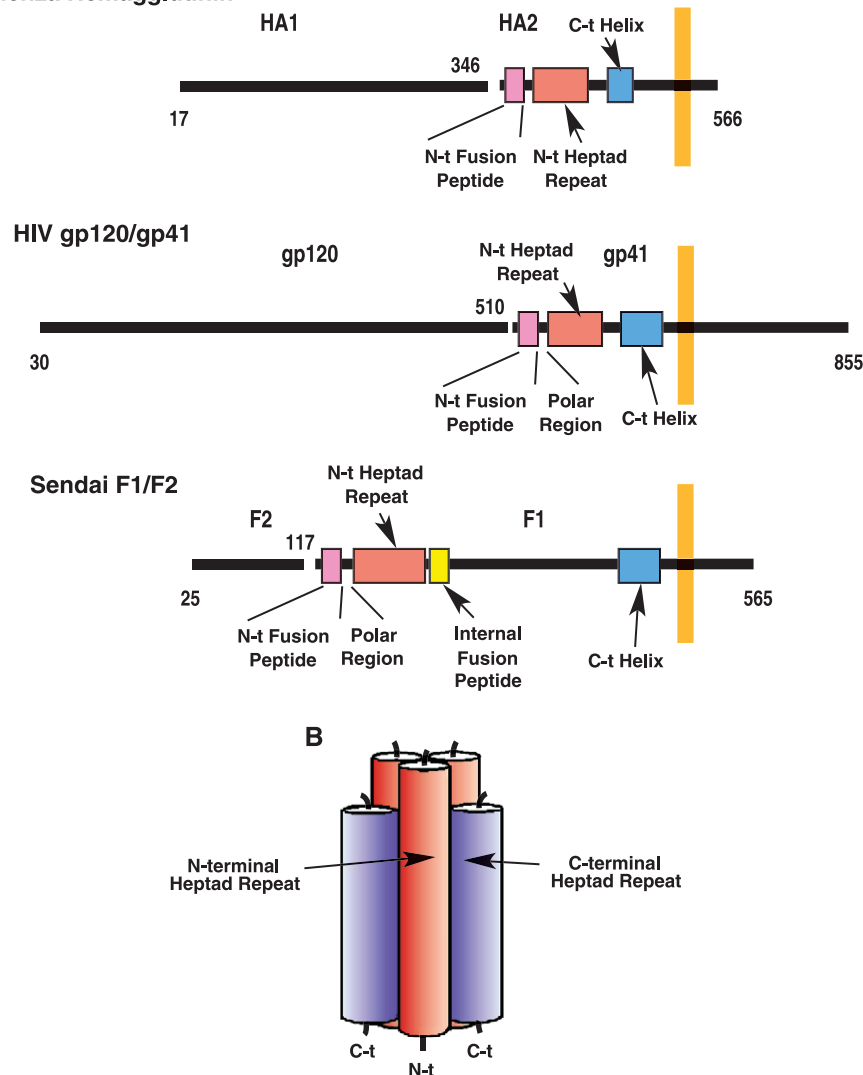 HA1
HA2
C-t Helix
346
17
566
N-t Fusion
Peptide
N-t Heptad
Repeat
HIV gp120/gp41
gp120
N-t Heptad
Repeat
gp41
510
30
855
N-t Fusion
Peptide
Polar
Region
C-t Helix
Sendai F1/F2
N-t Heptad
Repeat
F2
F1
117
25
565
N-t Fusion
Peptide
Polar
Region
Internal
Fusion
Peptide
C-t Helix
B
N-terminal
Heptad Repeat
C-terminal
Heptad Repeat
C-t
N-t
C-t